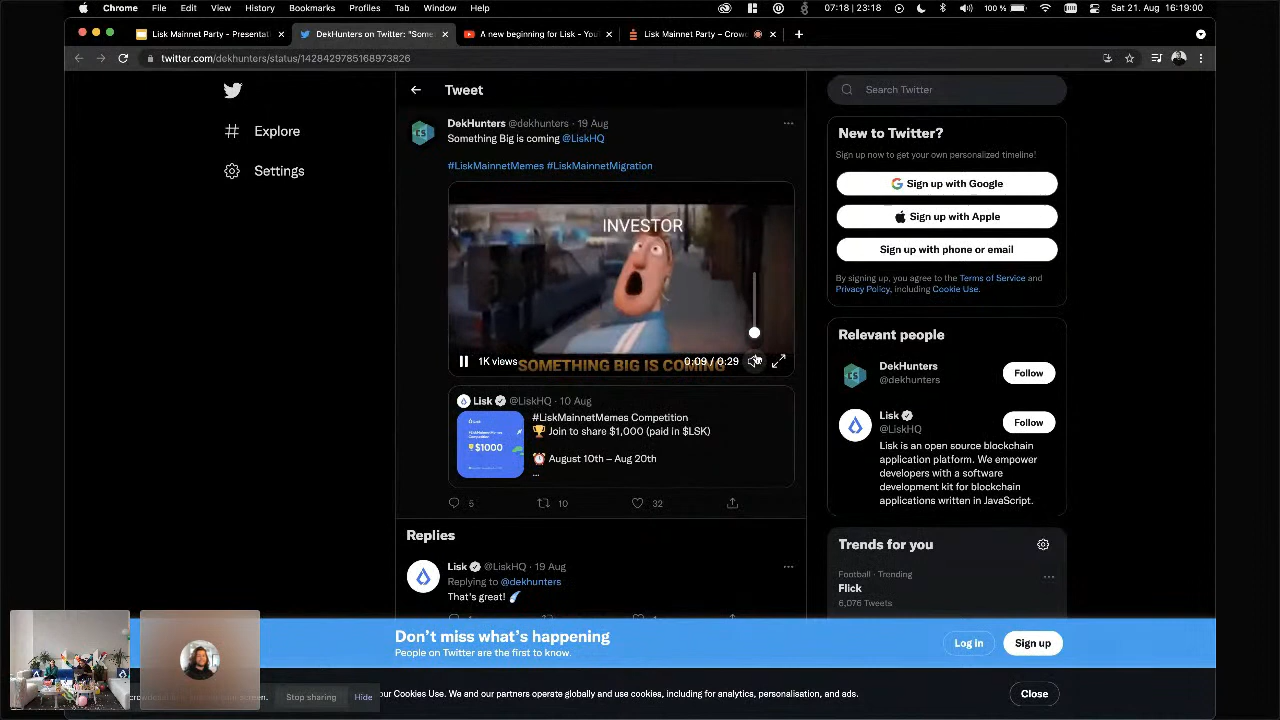 Chrome File Edit View History Bookmarks Profiles Tab Window Help 07:18 | 23:18 100 % Sat 21. Aug 16:19:00
Lisk Mainnet Party - Presentat
DekHunters on Twitter: "Some
A new beginning for Lisk - You
Lisk Mainnet Party – Crowd
twitter.com/dekhunters/status/1428429785168973826
Explore
Settings
Tweet
DekHunters @dekhunters · 19 Aug
Something Big is coming @LiskHQ
#LiskMainnetMemes #LiskMainnetMigration
INVESTOR
SOMETHING BIG IS COMING
1K views
0:09 / 0:29
Lisk @LiskHQ · 10 Aug
#LiskMainnetMemes Competition
🏆 Join to share $1,000 (paid in $LSK)
⏰ August 10th – Aug 20th
...
Lisk
#LiskMainnetMemes
Competition
$1000
5 10 32
Replies
Lisk @LiskHQ · 19 Aug
Replying to @dekhunters
That's great!
Search Twitter
New to Twitter?
Sign up now to get your own personalized timeline!
Sign up with Google
Sign up with Apple
Sign up with phone or email
By signing up, you agree to the Terms of Service and
Privacy Policy, including Cookie Use.
Relevant people
DekHunters
@dekhunters
Follow
Lisk
@LiskHQ
Follow
Lisk is an open source blockchain
application platform. We empower
developers with a software
development kit for blockchain
applications written in JavaScript.
Trends for you
Football · Trending
Flick
6,076 Tweets
Don't miss what's happening
People on Twitter are the first to know.
Log in
Sign up
your screen.
Stop sharing
Hide
ur Cookies Use. We and our partners operate globally and use cookies, including for analytics, personalisation, and ads.
Close